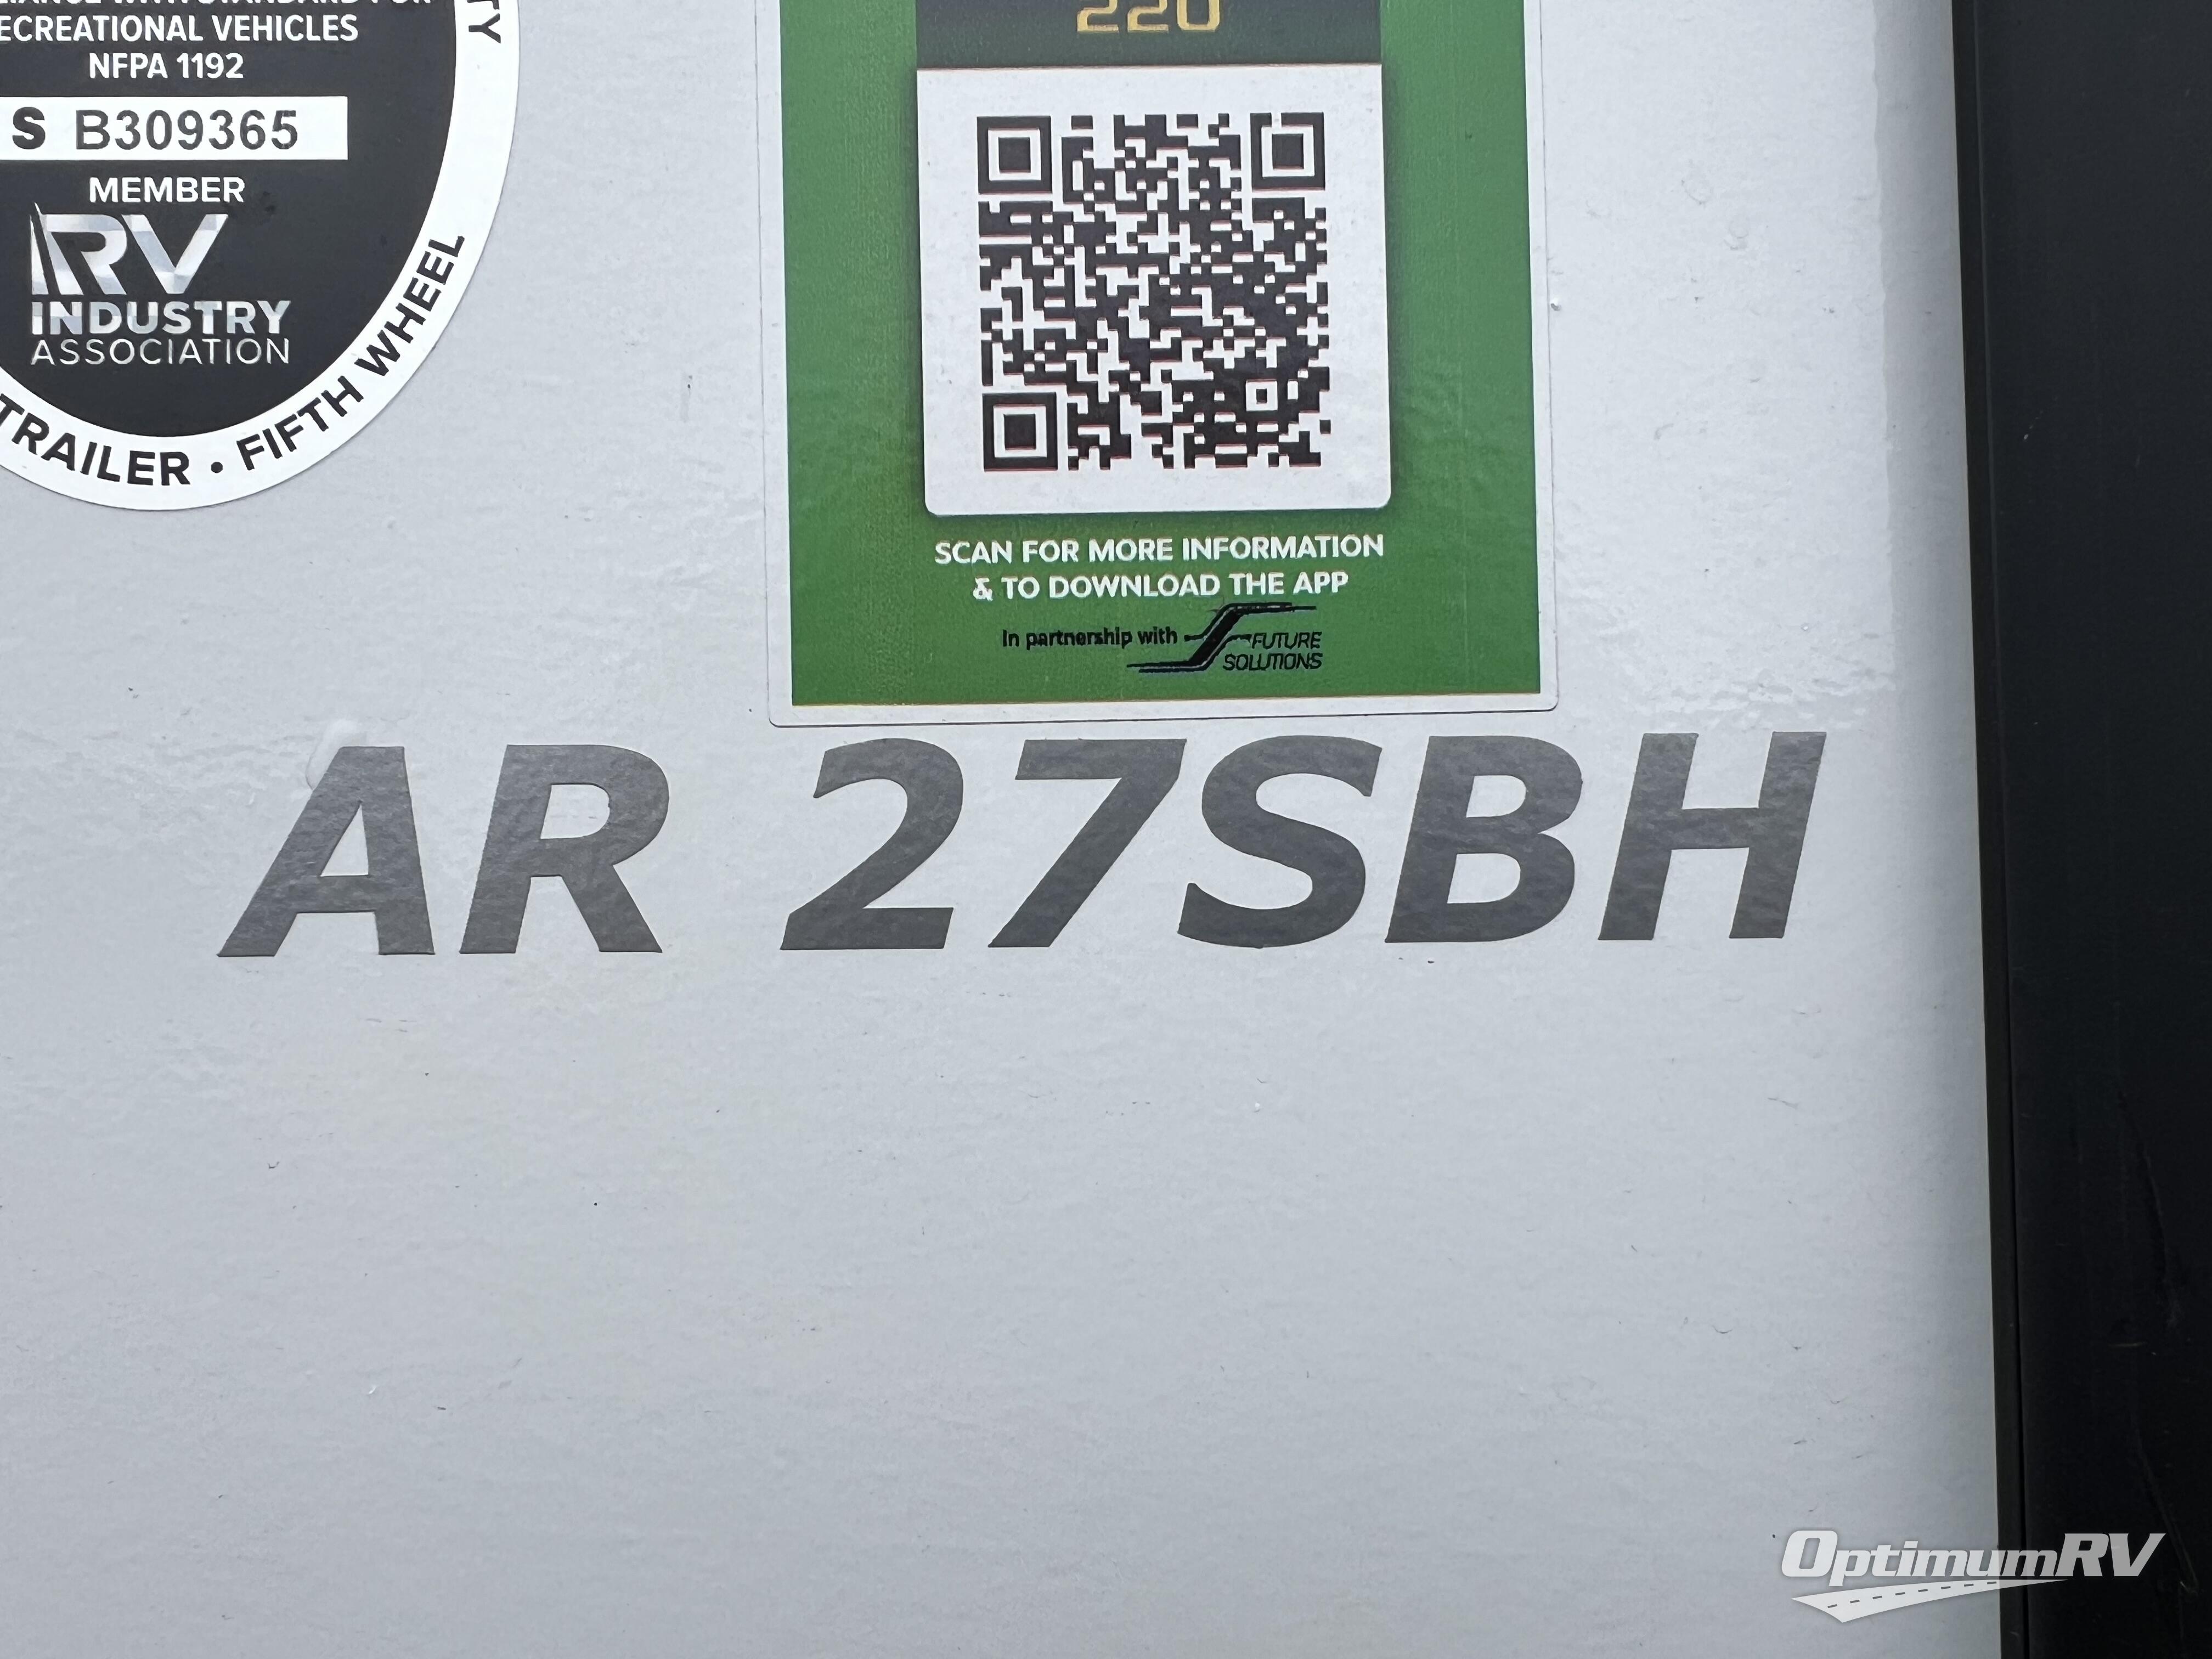 NFPA 1192
VEHICLES
S B309365
MEMBER
RV
INDUSTRY
ASSOCIATION
TRAILER • FIFTH WHEEL
220
SCAN FOR MORE INFORMATION
& TO DOWNLOAD THE APP
In partnership with FUTURE
SOLUTIONS
AR 27SBH
OptimumRV